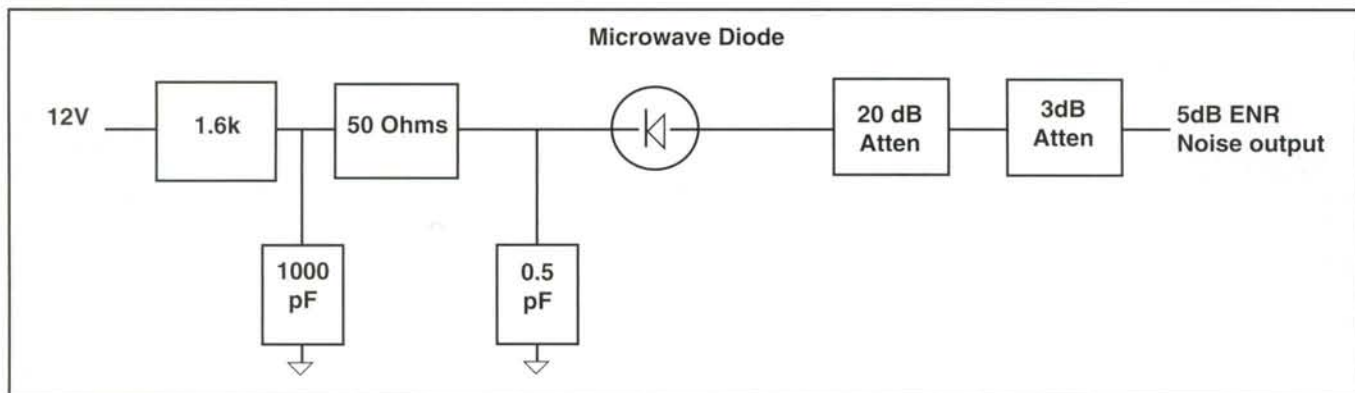 Microwave Diode
12V
1.6k
50 Ohms
20 dB
Atten
3dB
Atten
5dB ENR
Noise output
1000
pF
0.5
pF